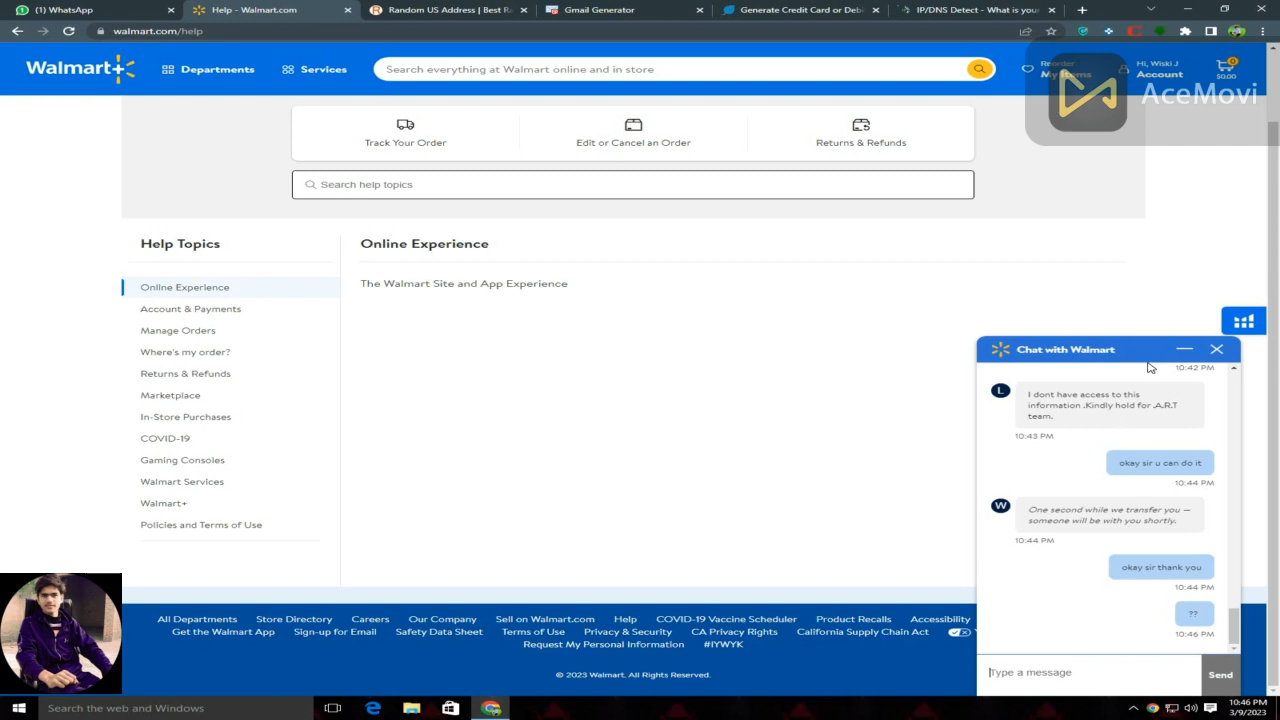 WhatsApp
Help - Walmart.com
Random US Address | Best Ra
Gmail Generator
Generate Credit Card or Debi
IP/DNS Detect - What is your
walmart.com/help
Walmart+
Departments
Services
Search everything at Walmart online and in store
Reorder
My Items
Hi, Wiski J
Account
0
$0.00
AceMovi
Track Your Order
Edit or Cancel an Order
Returns & Refunds
Search help topics
Help Topics
Online Experience
Account & Payments
Manage Orders
Where's my order?
Returns & Refunds
Marketplace
In-Store Purchases
COVID-19
Gaming Consoles
Walmart Services
Walmart+
Policies and Terms of Use
Online Experience
The Walmart Site and App Experience
Chat with Walmart
10:42 PM
L
I dont have access to this
information .Kindly hold for .A.R.T
team.
10:43 PM
okay sir u can do it
10:44 PM
W
One second while we transfer you —
someone will be with you shortly.
10:44 PM
okay sir thank you
10:44 PM
??
10:46 PM
Type a message
Send
All Departments Store Directory Careers Our Company Sell on Walmart.com Help COVID-19 Vaccine Scheduler Product Recalls Accessibility
Get the Walmart App Sign-up for Email Safety Data Sheet Terms of Use Privacy & Security CA Privacy Rights California Supply Chain Act
Request My Personal Information #IYWYK
© 2023 Walmart. All Rights Reserved.
Search the web and Windows
10:46 PM
3/9/2023